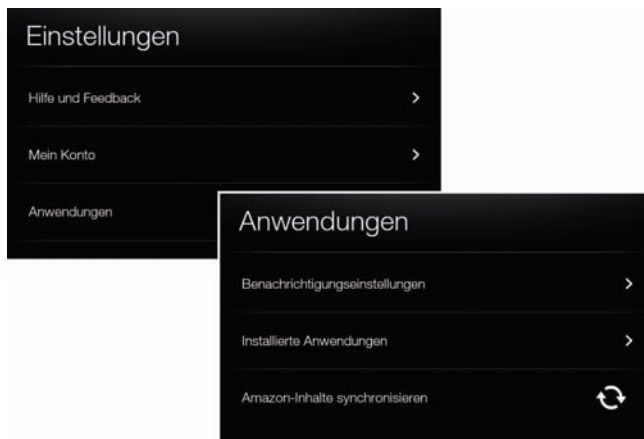 Einstellungen
Hilfe und Feedback
Mein Konto
Anwendungen
Anwendungen
Benachrichtigungseinstellungen
Installierte Anwendungen
Amazon-Inhalte synchronisieren